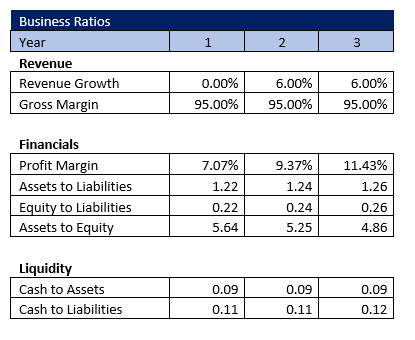 Business Ratios
Year 1 2 3
Revenue
Revenue Growth 0.00% 6.00% 6.00%
Gross Margin 95.00% 95.00% 95.00%
Financials
Profit Margin 7.07% 9.37% 11.43%
Assets to Liabilities 1.22 1.24 1.26
Equity to Liabilities 0.22 0.24 0.26
Assets to Equity 5.64 5.25 4.86
Liquidity
Cash to Assets 0.09 0.09 0.09
Cash to Liabilities 0.11 0.11 0.12